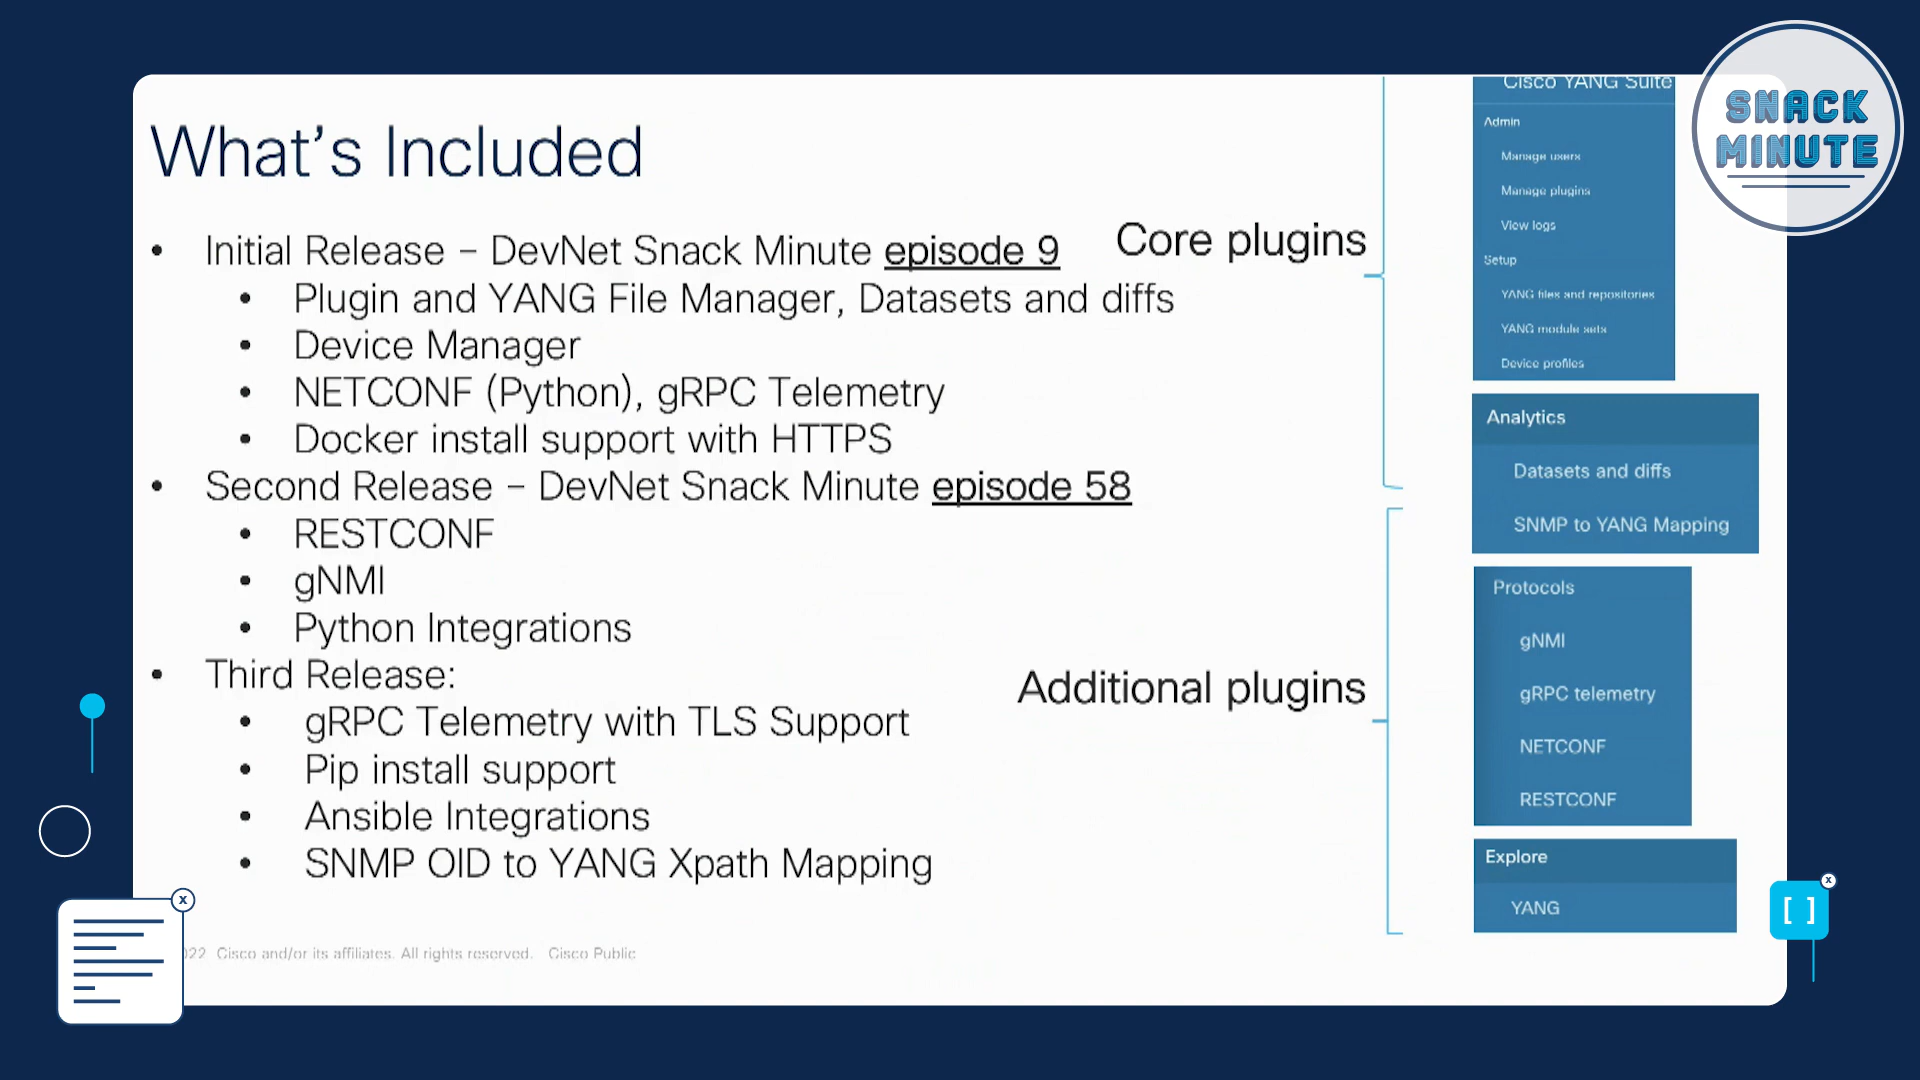 What's Included
• Initial Release – DevNet Snack Minute episode 9
• Plugin and YANG File Manager, Datasets and diffs
• Device Manager
• NETCONF (Python), gRPC Telemetry
• Docker install support with HTTPS
• Second Release – DevNet Snack Minute episode 58
• RESTCONF
• gNMI
• Python Integrations
• Third Release:
• gRPC Telemetry with TLS Support
• Pip install support
• Ansible Integrations
• SNMP OID to YANG Xpath Mapping
Core plugins
Additional plugins
Cisco YANG Suite
Admin
Manage users
Manage plugins
View logs
Setup
YANG files and repositories
YANG module sets
Device profiles
Analytics
Datasets and diffs
SNMP to YANG Mapping
Protocols
gNMI
gRPC telemetry
NETCONF
RESTCONF
Explore
YANG
SNACK
MINUTE
x
[ ]
x
22 Cisco and/or its affiliates. All rights reserved. Cisco Public